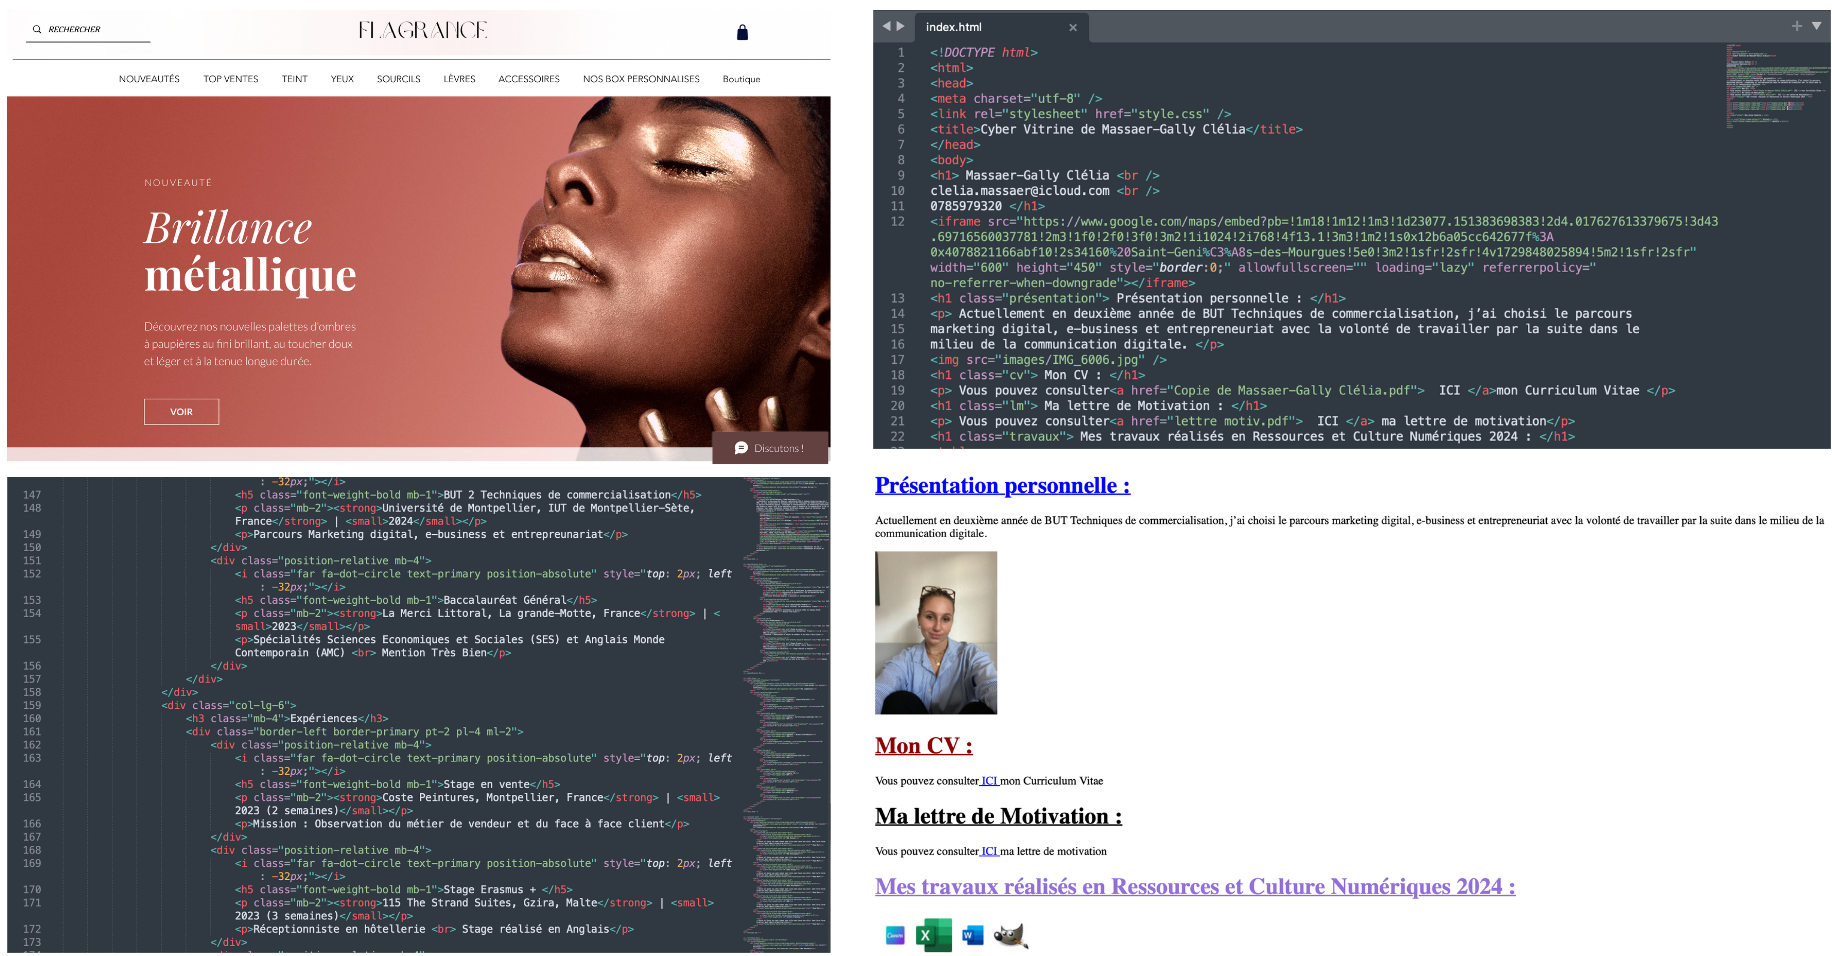 RECHERCHER
FLAGRANCE
NOUVEAUTÉS TOP VENTES TEINT YEUX SOURCILS LÈVRES ACCESSOIRES NOS BOX PERSONNALISES Boutique
NOUVEAUTÉ
Brillance
métallique
Découvrez nos nouvelles palettes d'ombres
à paupières au fini brillant, au toucher doux
et léger et à la tenue longue durée.
VOIR
Discutons !
index.html
1 <!DOCTYPE html>
2 <html>
3 <head>
4 <meta charset="utf-8" />
5 <link rel="stylesheet" href="style.css" />
6 <title>Cyber Vitrine de Massaer-Gally Clélia</title>
7 </head>
8 <body>
9 <h1> Massaer-Gally Clélia <br />
10 clelia.massaer@icloud.com <br />
11 0785979320 </h1>
12 <iframe src="https://www.google.com/maps/embed?pb=!1m18!1m12!1m3!1d23077.151383698383!2d4.017627613379675!3d43
.69716560037781!2m3!1f0!2f0!3f0!3m2!1i1024!2i768!4f13.1!3m3!1m2!1s0x12b6a05cc642677f%3A
0x4078821166abf10!2s34160%20Saint-Geni%C3%A8s-des-Mourgues!5e0!3m2!1sfr!2sfr!4v1729848025894!5m2!1sfr!2sfr"
width="600" height="450" style="border:0;" allowfullscreen="" loading="lazy" referrerpolicy="
no-referrer-when-downgrade"></iframe>
13 <h1 class="présentation"> Présentation personnelle : </h1>
14 <p> Actuellement en deuxième année de BUT Techniques de commercialisation, j'ai choisi le parcours
15 marketing digital, e-business et entrepreneuriat avec la volonté de travailler par la suite dans le
16 milieu de la communication digitale. </p>
17 <img src="images/IMG_6006.jpg" />
18 <h1 class="cv"> Mon CV : </h1>
19 <p> Vous pouvez consulter<a href="Copie de Massaer-Gally Clélia.pdf">  ICI </a>mon Curriculum Vitae </p>
20 <h1 class="lm"> Ma lettre de Motivation : </h1>
21 <p> Vous pouvez consulter<a href="lettre motiv.pdf">  ICI </a> ma lettre de motivation</p>
22 <h1 class="travaux"> Mes travaux réalisés en Ressources et Culture Numériques 2024 : </h1>
: -32px;"></i>
147 <h5 class="font-weight-bold mb-1">BUT 2 Techniques de commercialisation</h5>
148 <p class="mb-2"><strong>Université de Montpellier, IUT de Montpellier-Sète,
France</strong> | <small>2024</small></p>
149 <p>Parcours Marketing digital, e-business et entrepreunariat</p>
150 </div>
151 <div class="position-relative mb-4">
152 <i class="far fa-dot-circle text-primary position-absolute" style="top: 2px; left
: -32px;"></i>
153 <h5 class="font-weight-bold mb-1">Baccalauréat Général</h5>
154 <p class="mb-2"><strong>La Merci Littoral, La grande-Motte, France</strong> | <
small>2023</small></p>
155 <p>Spécialités Sciences Economiques et Sociales (SES) et Anglais Monde
Contemporain (AMC) <br> Mention Très Bien</p>
156 </div>
157 </div>
158 </div>
159 <div class="col-lg-6">
160 <h3 class="mb-4">Expériences</h3>
161 <div class="border-left border-primary pt-2 pl-4 ml-2">
162 <div class="position-relative mb-4">
163 <i class="far fa-dot-circle text-primary position-absolute" style="top: 2px; left
: -32px;"></i>
164 <h5 class="font-weight-bold mb-1">Stage en vente</h5>
165 <p class="mb-2"><strong>Coste Peintures, Montpellier, France</strong> | <small>
2023 (2 semaines)</small></p>
166 <p>Mission : Observation du métier de vendeur et du face à face client</p>
167 </div>
168 <div class="position-relative mb-4">
169 <i class="far fa-dot-circle text-primary position-absolute" style="top: 2px; left
: -32px;"></i>
170 <h5 class="font-weight-bold mb-1">Stage Erasmus + </h5>
171 <p class="mb-2"><strong>115 The Strand Suites, Gzira, Malte</strong> | <small>
2023 (3 semaines)</small></p>
172 <p>Réceptionniste en hôtellerie <br> Stage réalisé en Anglais</p>
173 </div>
Présentation personnelle :
Actuellement en deuxième année de BUT Techniques de commercialisation, j'ai choisi le parcours marketing digital, e-business et entrepreneuriat avec la volonté de travailler par la suite dans le milieu de la
communication digitale.
Mon CV :
Vous pouvez consulter ICI mon Curriculum Vitae
Ma lettre de Motivation :
Vous pouvez consulter ICI ma lettre de motivation
Mes travaux réalisés en Ressources et Culture Numériques 2024 :
Canva
X
W